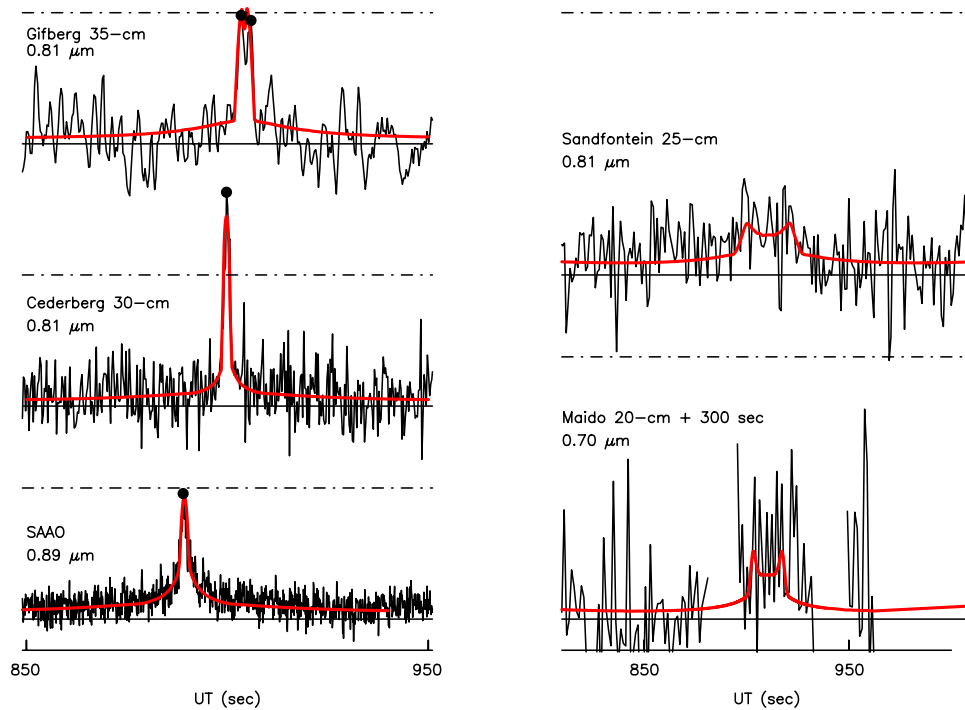 Gifberg 35-cm
0.81 μm
Cederberg 30-cm
0.81 μm
SAAO
0.89 μm
850 950
UT (sec)
Sandfontein 25-cm
0.81 μm
Maido 20-cm + 300 sec
0.70 μm
850 950
UT (sec)